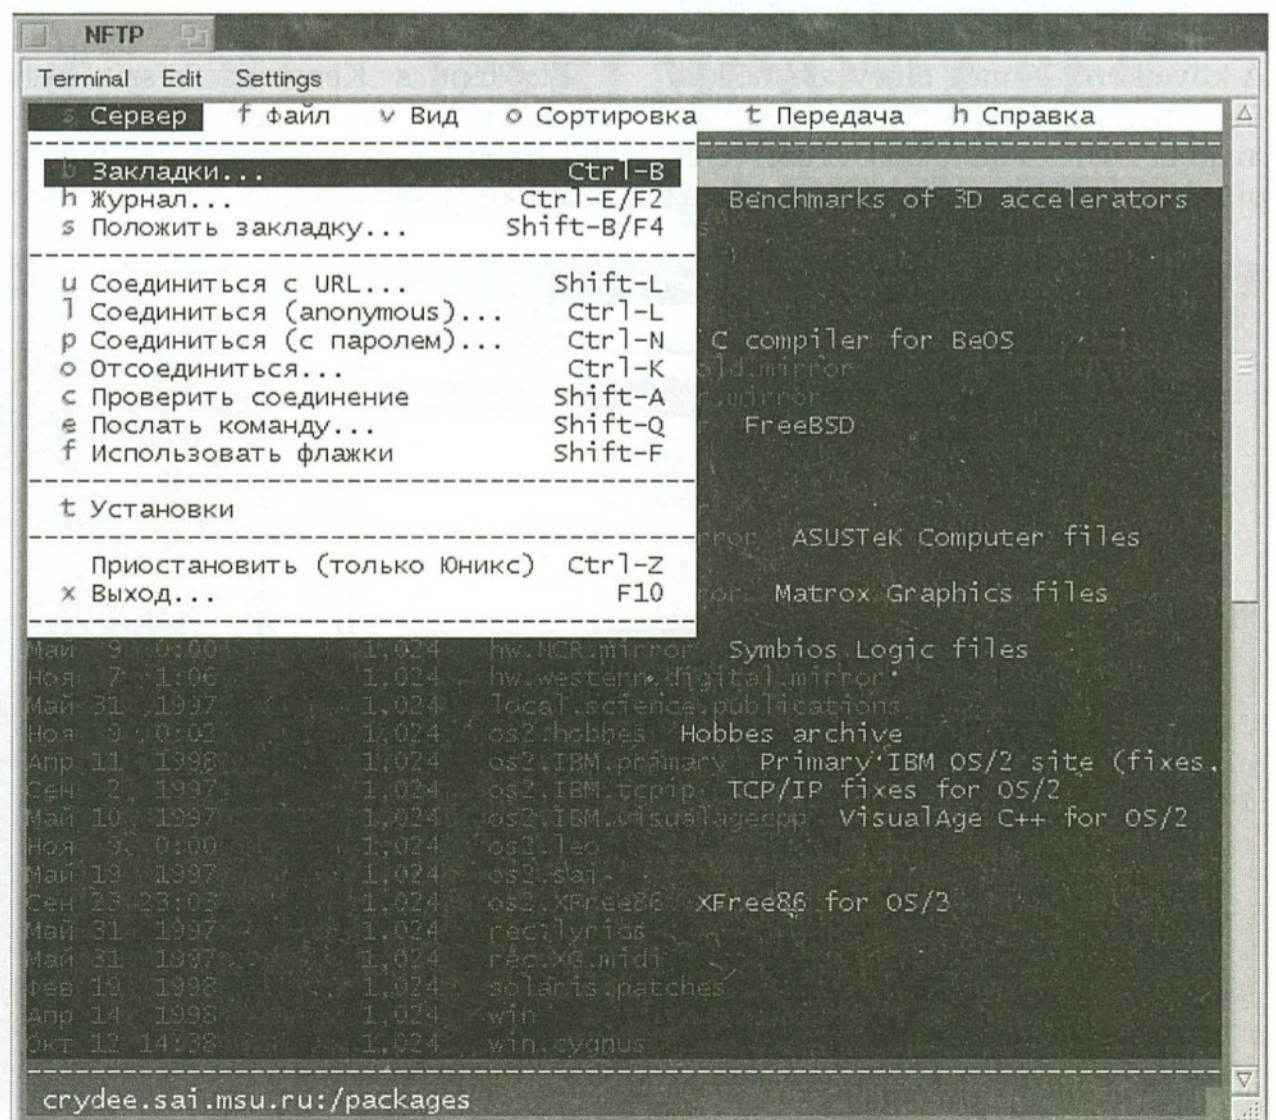 NFTP
Terminal Edit Settings
s Сервер f Файл v Вид o Сортировка t Передача h Справка
b Закладки... Ctrl-B
h Журнал... Ctrl-E/F2 Benchmarks of 3D accelerators
s Положить закладку... Shift-B/F4
u Соединиться с URL... Shift-L
l Соединиться (anonymous)... Ctrl-L
p Соединиться (с паролем)... Ctrl-N C compiler for BeOS
o Отсоединиться... Ctrl-K old.mirror
c Проверить соединение Shift-A r.mirror
e Послать команду... Shift-Q FreeBSD
f Использовать флажки Shift-F
t Установки
ror ASUSTeK Computer files
Приостановить (только Юникс) Ctrl-Z
x Выход... F10 or Matrox Graphics files
Май 9 0:00 1,024 hw.NCR.mirror Symbios Logic files
Ноя 7 1:06 1,024 hw.western.digital.mirror
Май 31 1997 1,024 local.science.publications
Ноя 9 0:02 1,024 os2.hobbes Hobbes archive
Апр 11 1998 1,024 os2.IBM.primary Primary IBM OS/2 site (fixes,
Сен 2 1997 1,024 os2.IBM.tcpip TCP/IP fixes for OS/2
Май 10 1997 1,024 os2.IBM.visualagecpp VisualAge C++ for OS/2
Ноя 9 0:00 1,024 os2.leo
Май 19 1997 1,024 os2.sai
Сен 23 23:03 1,024 os2.XFree86 XFree86 for OS/2
Май 31 1997 1,024 rec.lyrics
Май 31 1997 1,024 rec.XG.midi
Фев 19 1998 1,024 solaris.patches
Апр 14 1998 1,024 win
Окт 12 14:38 1,024 win.cygnus
crydee.sai.msu.ru:/packages